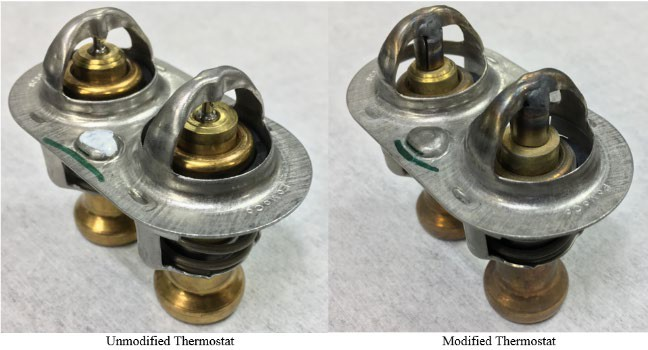 Unmodified Thermostat
Modified Thermostat